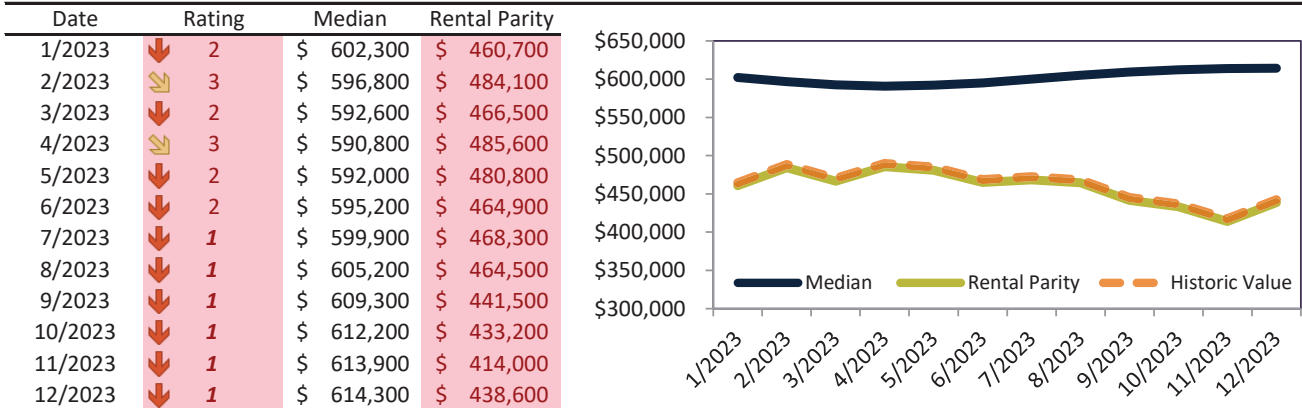 Date Rating Median Rental Parity
1/2023 2 $ 602,300 $ 460,700
2/2023 3 $ 596,800 $ 484,100
3/2023 2 $ 592,600 $ 466,500
4/2023 3 $ 590,800 $ 485,600
5/2023 2 $ 592,000 $ 480,800
6/2023 2 $ 595,200 $ 464,900
7/2023 1 $ 599,900 $ 468,300
8/2023 1 $ 605,200 $ 464,500
9/2023 1 $ 609,300 $ 441,500
10/2023 1 $ 612,200 $ 433,200
11/2023 1 $ 613,900 $ 414,000
12/2023 1 $ 614,300 $ 438,600
$650,000
$600,000
$550,000
$500,000
$450,000
$400,000
$350,000
$300,000
Median Rental Parity Historic Value
1/2023 2/2023 3/2023 4/2023 5/2023 6/2023 7/2023 8/2023 9/2023 10/2023 11/2023 12/2023